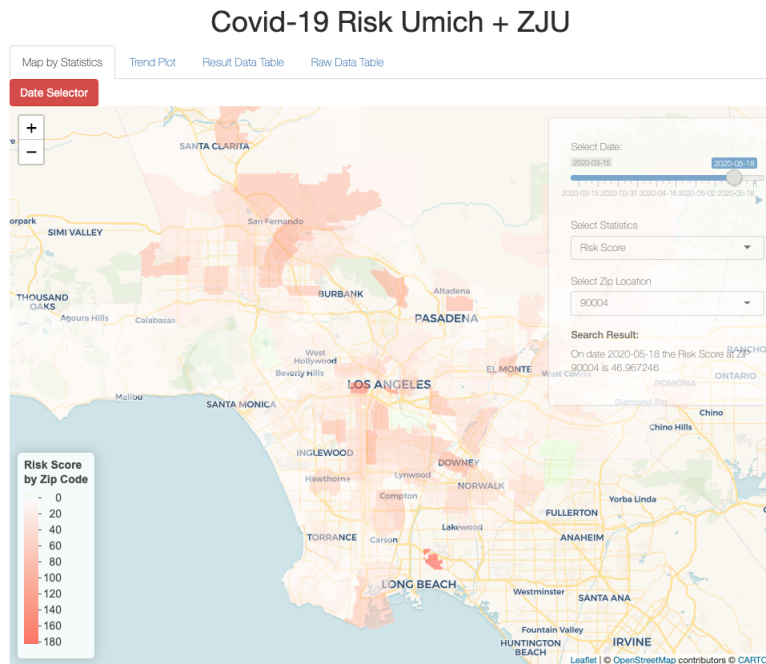 Covid-19 Risk Umich + ZJU
Map by Statistics
Trend Plot
Result Data Table
Raw Data Table
Date Selector
+
−
Select Date:
2020-03-15
2020-05-18
2020-03-15 2020-03-31 2020-04-16 2020-05-02 2020-05-18
Select Statistics
Risk Score
Select Zip Location
90004
Search Result:
On date 2020-05-18 the Risk Score at ZIP
90004 is 46.967246
SANTA CLARITA
San Fernando
SIMI VALLEY
THOUSAND
OAKS
Agoura Hills
Calabasas
BURBANK
Altadena
PASADENA
West
Hollywood
Beverly Hills
LOS ANGELES
EL MONTE
West Covina
RANCHO
POMONA
ONTARIO
Diamond Bar
Malibu
SANTA MONICA
Chino
Chino Hills
INGLEWOOD
Hawthorne
Lynwood
DOWNEY
NORWALK
Compton
Yorba Linda
FULLERTON
Lakewood
ANAHEIM
TORRANCE
Carson
LONG BEACH
Westminster
SANTA ANA
Fountain Valley
HUNTINGTON
BEACH
IRVINE
Risk Score
by Zip Code
0
20
40
60
80
100
120
140
160
180
Leaflet | © OpenStreetMap contributors ©